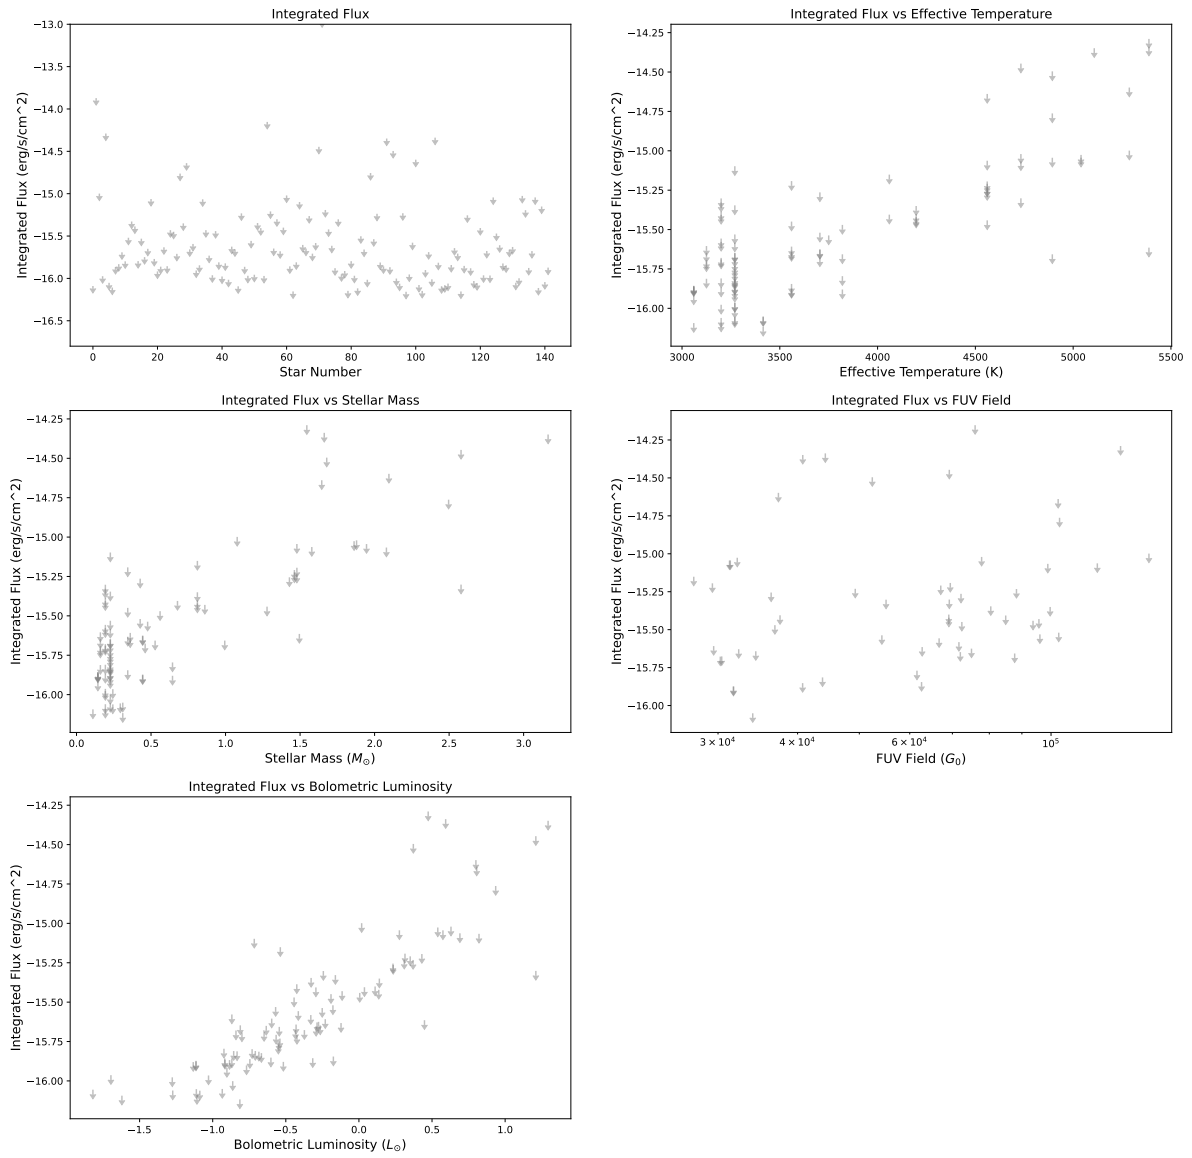 Integrated Flux
Integrated Flux (erg/s/cm^2)
−13.0
−13.5
−14.0
−14.5
−15.0
−15.5
−16.0
−16.5
0 20 40 60 80 100 120 140
Star Number
Integrated Flux vs Effective Temperature
Integrated Flux (erg/s/cm^2)
−14.25
−14.50
−14.75
−15.00
−15.25
−15.50
−15.75
−16.00
3000 3500 4000 4500 5000 5500
Effective Temperature (K)
Integrated Flux vs Stellar Mass
Integrated Flux (erg/s/cm^2)
−14.25
−14.50
−14.75
−15.00
−15.25
−15.50
−15.75
−16.00
0.0 0.5 1.0 1.5 2.0 2.5 3.0
Stellar Mass (M☉)
Integrated Flux vs FUV Field
Integrated Flux (erg/s/cm^2)
−14.25
−14.50
−14.75
−15.00
−15.25
−15.50
−15.75
−16.00
3 × 10⁴ 4 × 10⁴ 6 × 10⁴ 10⁵
FUV Field (G₀)
Integrated Flux vs Bolometric Luminosity
Integrated Flux (erg/s/cm^2)
−14.25
−14.50
−14.75
−15.00
−15.25
−15.50
−15.75
−16.00
−1.5 −1.0 −0.5 0.0 0.5 1.0
Bolometric Luminosity (L☉)